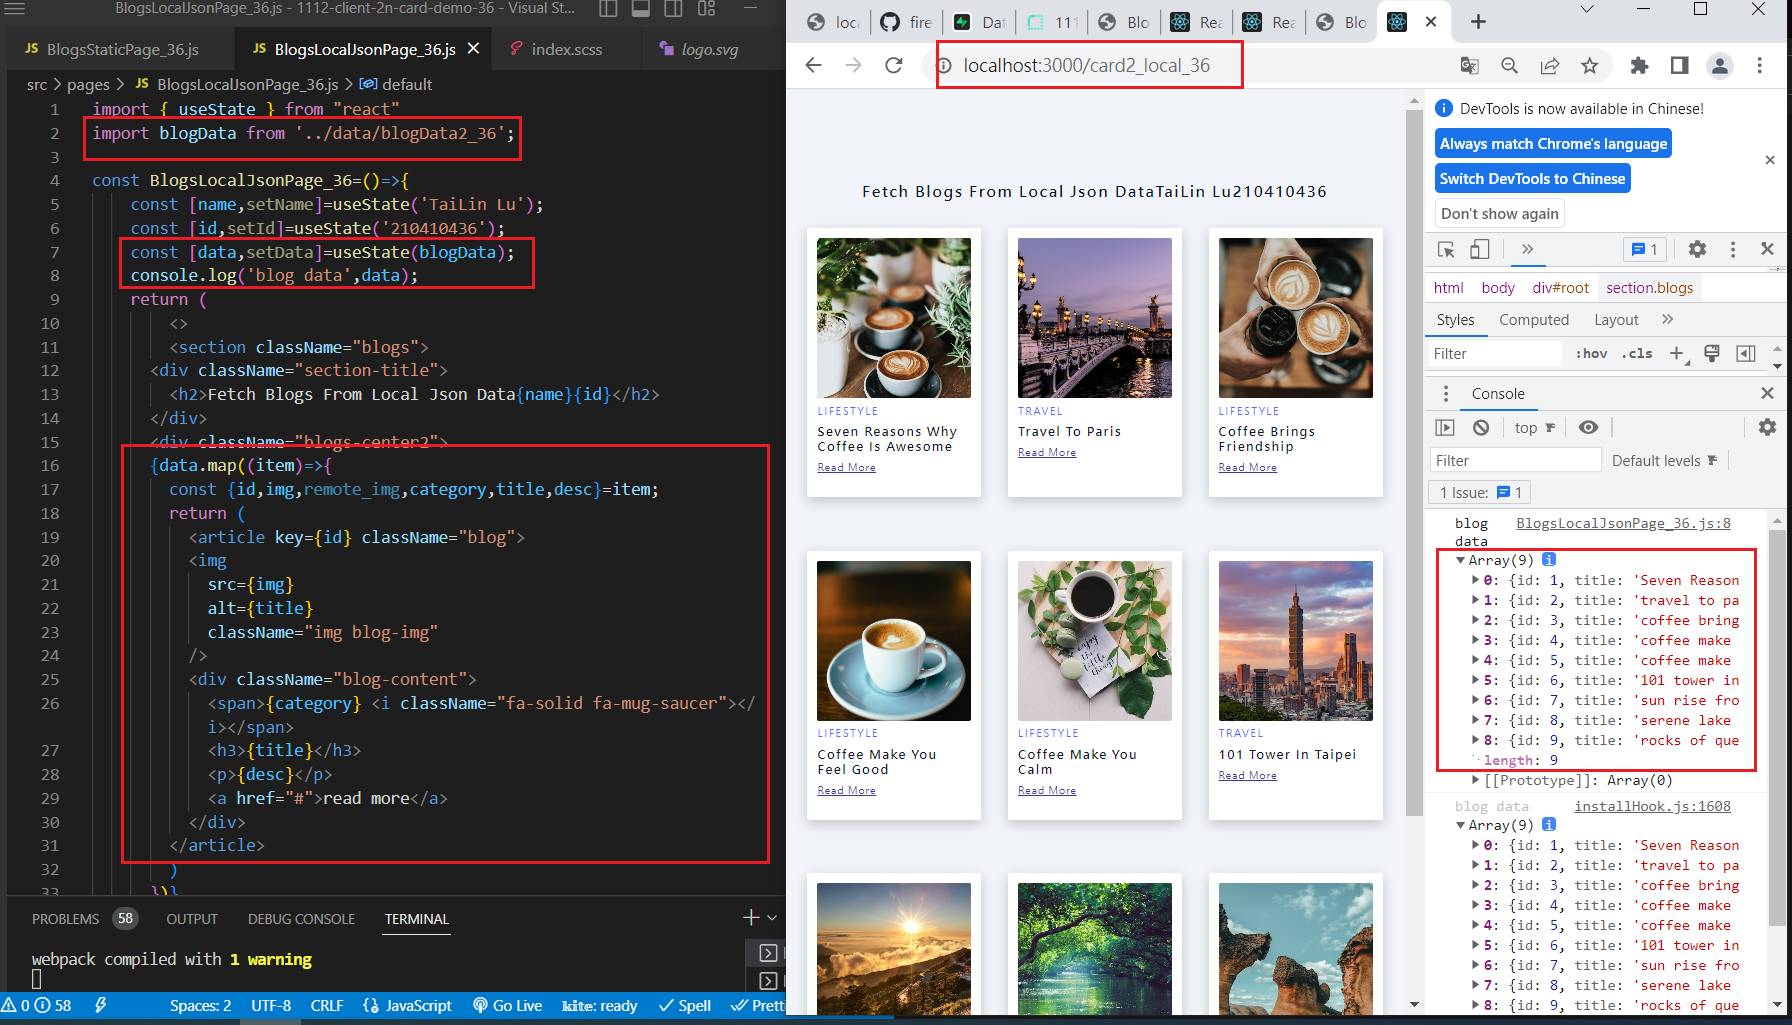 BlogsLocalJsonPage_36.js - 1112-client-2n-card-demo-36 - Visual St...
JS BlogsStaticPage_36.js
JS BlogsLocalJsonPage_36.js
index.scss
logo.svg
src > pages > JS BlogsLocalJsonPage_36.js > default
1 import { useState } from "react"
2 import blogData from '../data/blogData2_36';
3
4 const BlogsLocalJsonPage_36=()=>{
5 const [name,setName]=useState('TaiLin Lu');
6 const [id,setId]=useState('210410436');
7 const [data,setData]=useState(blogData);
8 console.log('blog data',data);
9 return (
10 <>
11 <section className="blogs">
12 <div className="section-title">
13 <h2>Fetch Blogs From Local Json Data{name}{id}</h2>
14 </div>
15 <div className="blogs-center2">
16 {data.map((item)=>{
17 const {id,img,remote_img,category,title,desc}=item;
18 return (
19 <article key={id} className="blog">
20 <img
21 src={img}
22 alt={title}
23 className="img blog-img"
24 />
25 <div className="blog-content">
26 <span>{category} <i className="fa-solid fa-mug-saucer"></
i></span>
27 <h3>{title}</h3>
28 <p>{desc}</p>
29 <a href="#">read more</a>
30 </div>
31 </article>
32 )
33 })}
PROBLEMS 58 OUTPUT DEBUG CONSOLE TERMINAL
webpack compiled with 1 warning
0 58 Spaces: 2 UTF-8 CRLF JavaScript Go Live kite: ready Spell Pretti
loca
fire
Dat
111
Blo
Rea
Rea
Blo
localhost:3000/card2_local_36
Fetch Blogs From Local Json DataTaiLin Lu210410436
LIFESTYLE
Seven Reasons Why
Coffee Is Awesome
Read More
TRAVEL
Travel To Paris
Read More
LIFESTYLE
Coffee Brings
Friendship
Read More
LIFESTYLE
Coffee Make You
Feel Good
Read More
LIFESTYLE
Coffee Make You
Calm
Read More
TRAVEL
101 Tower In Taipei
Read More
DevTools is now available in Chinese!
Always match Chrome's language
Switch DevTools to Chinese
Don't show again
1
html body div#root section.blogs
Styles Computed Layout
Filter :hov .cls
Console
top
Filter Default levels
1 Issue: 1
blog data BlogsLocalJsonPage_36.js:8
Array(9)
0: {id: 1, title: 'Seven Reason
1: {id: 2, title: 'travel to pa
2: {id: 3, title: 'coffee bring
3: {id: 4, title: 'coffee make
4: {id: 5, title: 'coffee make
5: {id: 6, title: '101 tower in
6: {id: 7, title: 'sun rise fro
7: {id: 8, title: 'serene lake
8: {id: 9, title: 'rocks of que
length: 9
[[Prototype]]: Array(0)
blog data installHook.js:1608
Array(9)
0: {id: 1, title: 'Seven Reason
1: {id: 2, title: 'travel to pa
2: {id: 3, title: 'coffee bring
3: {id: 4, title: 'coffee make
4: {id: 5, title: 'coffee make
5: {id: 6, title: '101 tower in
6: {id: 7, title: 'sun rise fro
7: {id: 8, title: 'serene lake
8: {id: 9, title: 'rocks of que